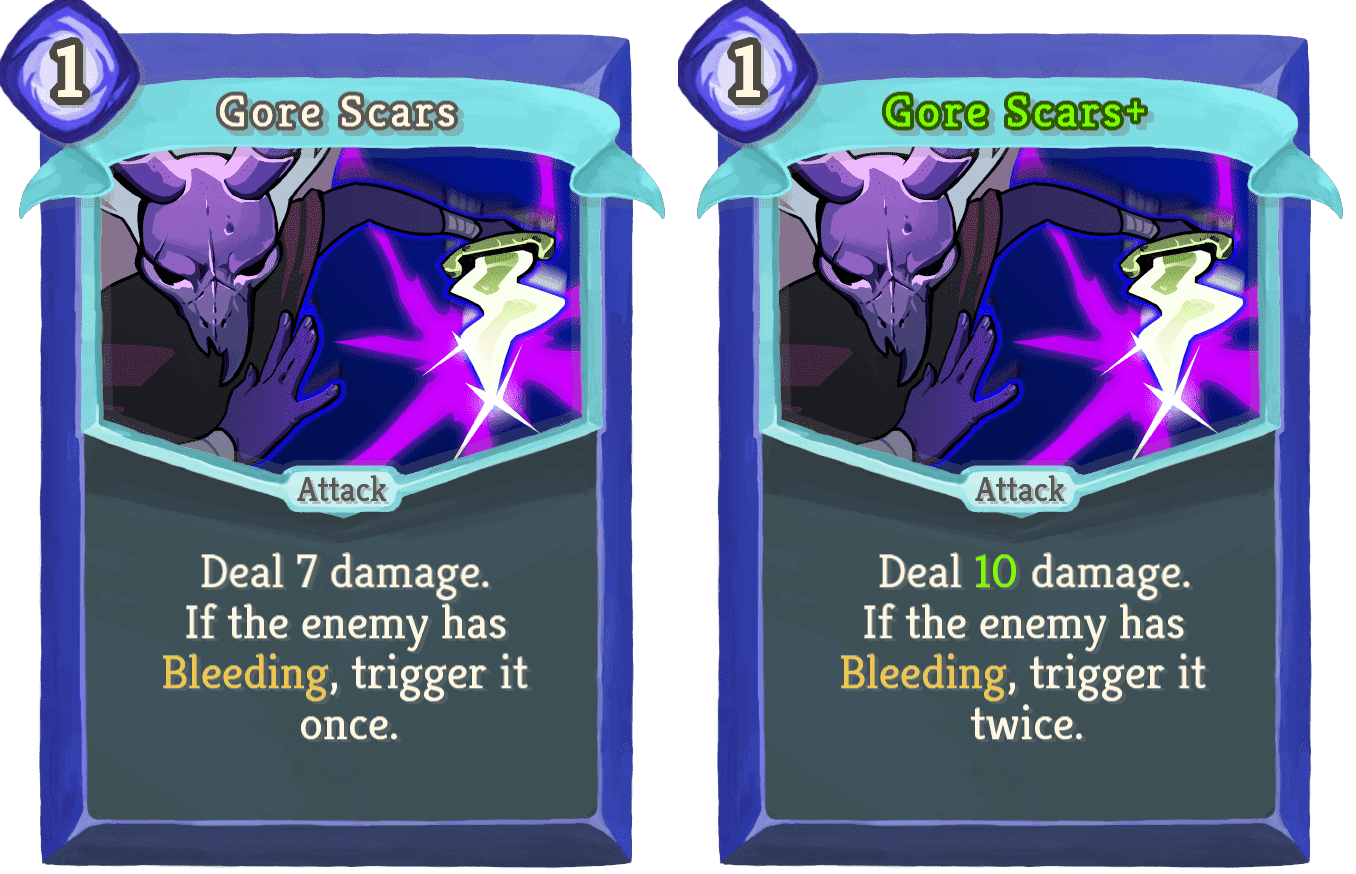 1
Gore Scars
Attack
Deal 7 damage.
If the enemy has
Bleeding, trigger it
once.
1
Gore Scars+
Attack
Deal 10 damage.
If the enemy has
Bleeding, trigger it
twice.